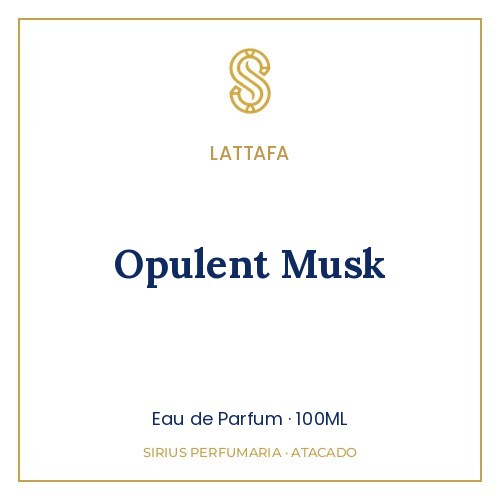 LATTAFA
Opulent Musk
Eau de Parfum · 100ML
SIRIUS PERFUMARIA · ATACADO